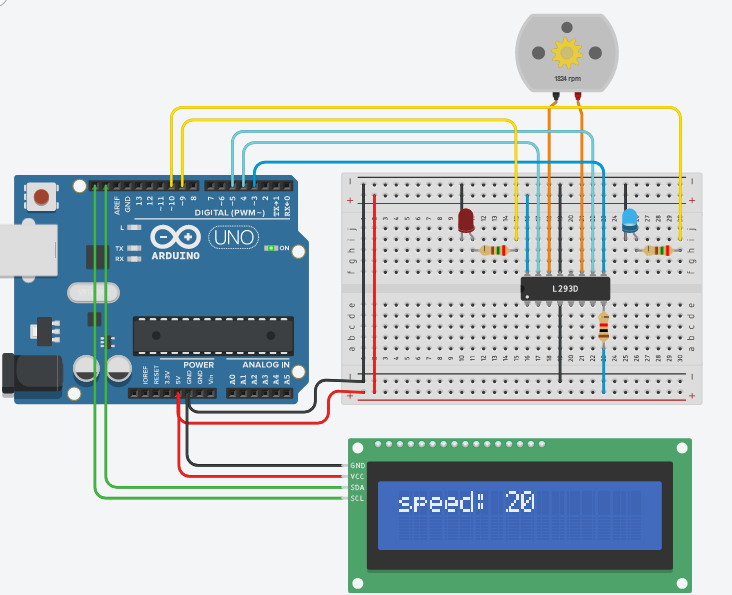 1834 rpm
AREF
GND
13
12
~11
~10
~9
8
7
~6
~5
4
~3
2
TX→1
RX←0
DIGITAL (PWM~)
L
TX
RX
UNO
ON
ARDUINO
L293D
POWER
ANALOG IN
IOREF
RESET
3.3V
5V
GND
GND
Vin
A0
A1
A2
A3
A4
A5
GND
VCC
SDA
SCL
speed: 20